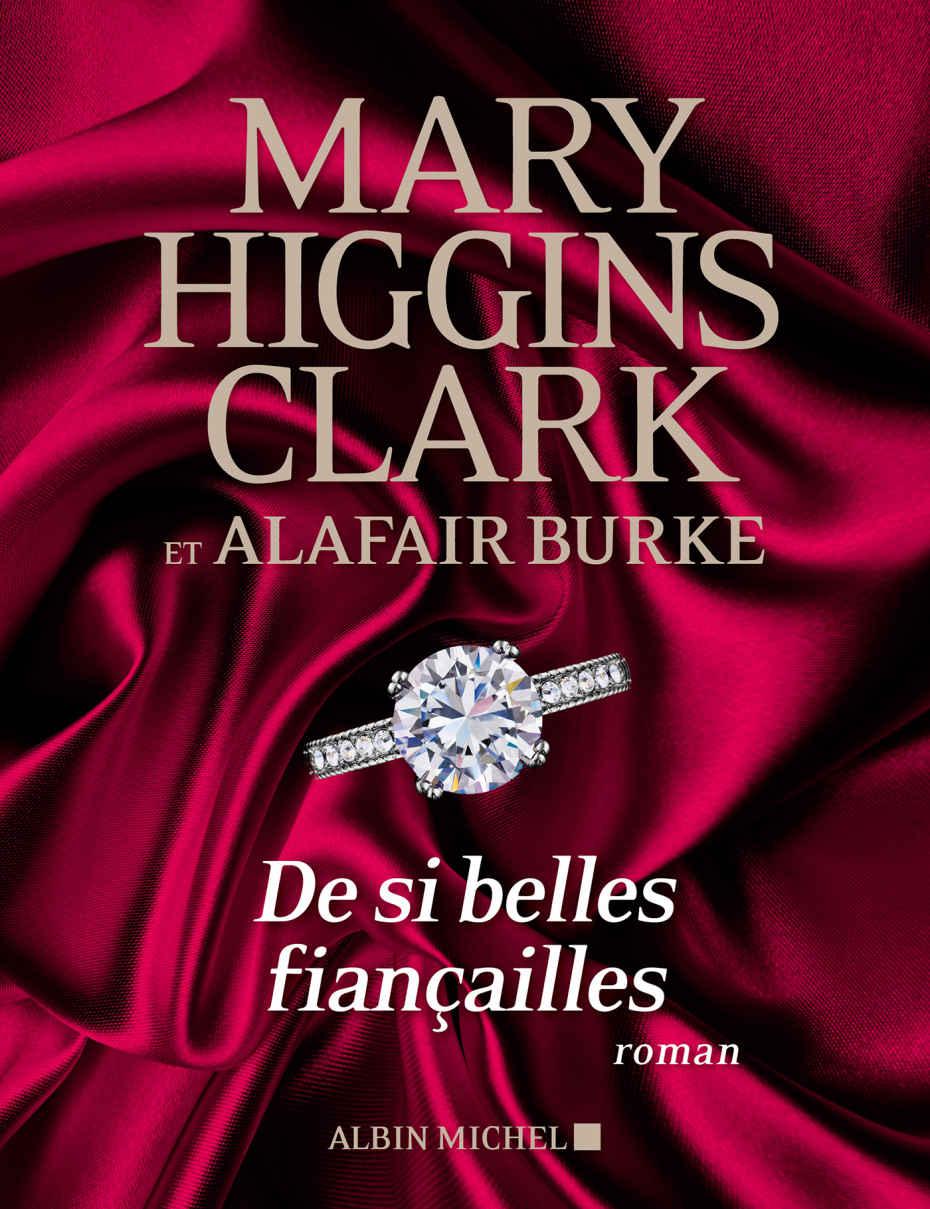 MARY
HIGGINS
CLARK
ET ALAFAIR BURKE
De si belles
fiançailles
roman
ALBIN MICHEL